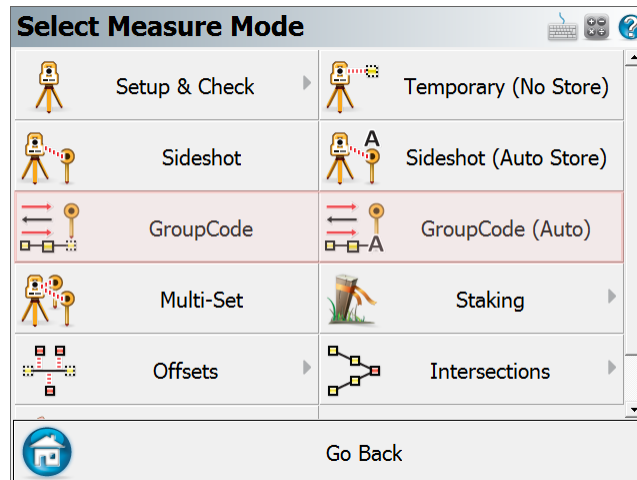 Select Measure Mode
Setup & Check
Temporary (No Store)
Sideshot
A
Sideshot (Auto Store)
GroupCode
A
GroupCode (Auto)
Multi-Set
Staking
Offsets
Intersections
Go Back